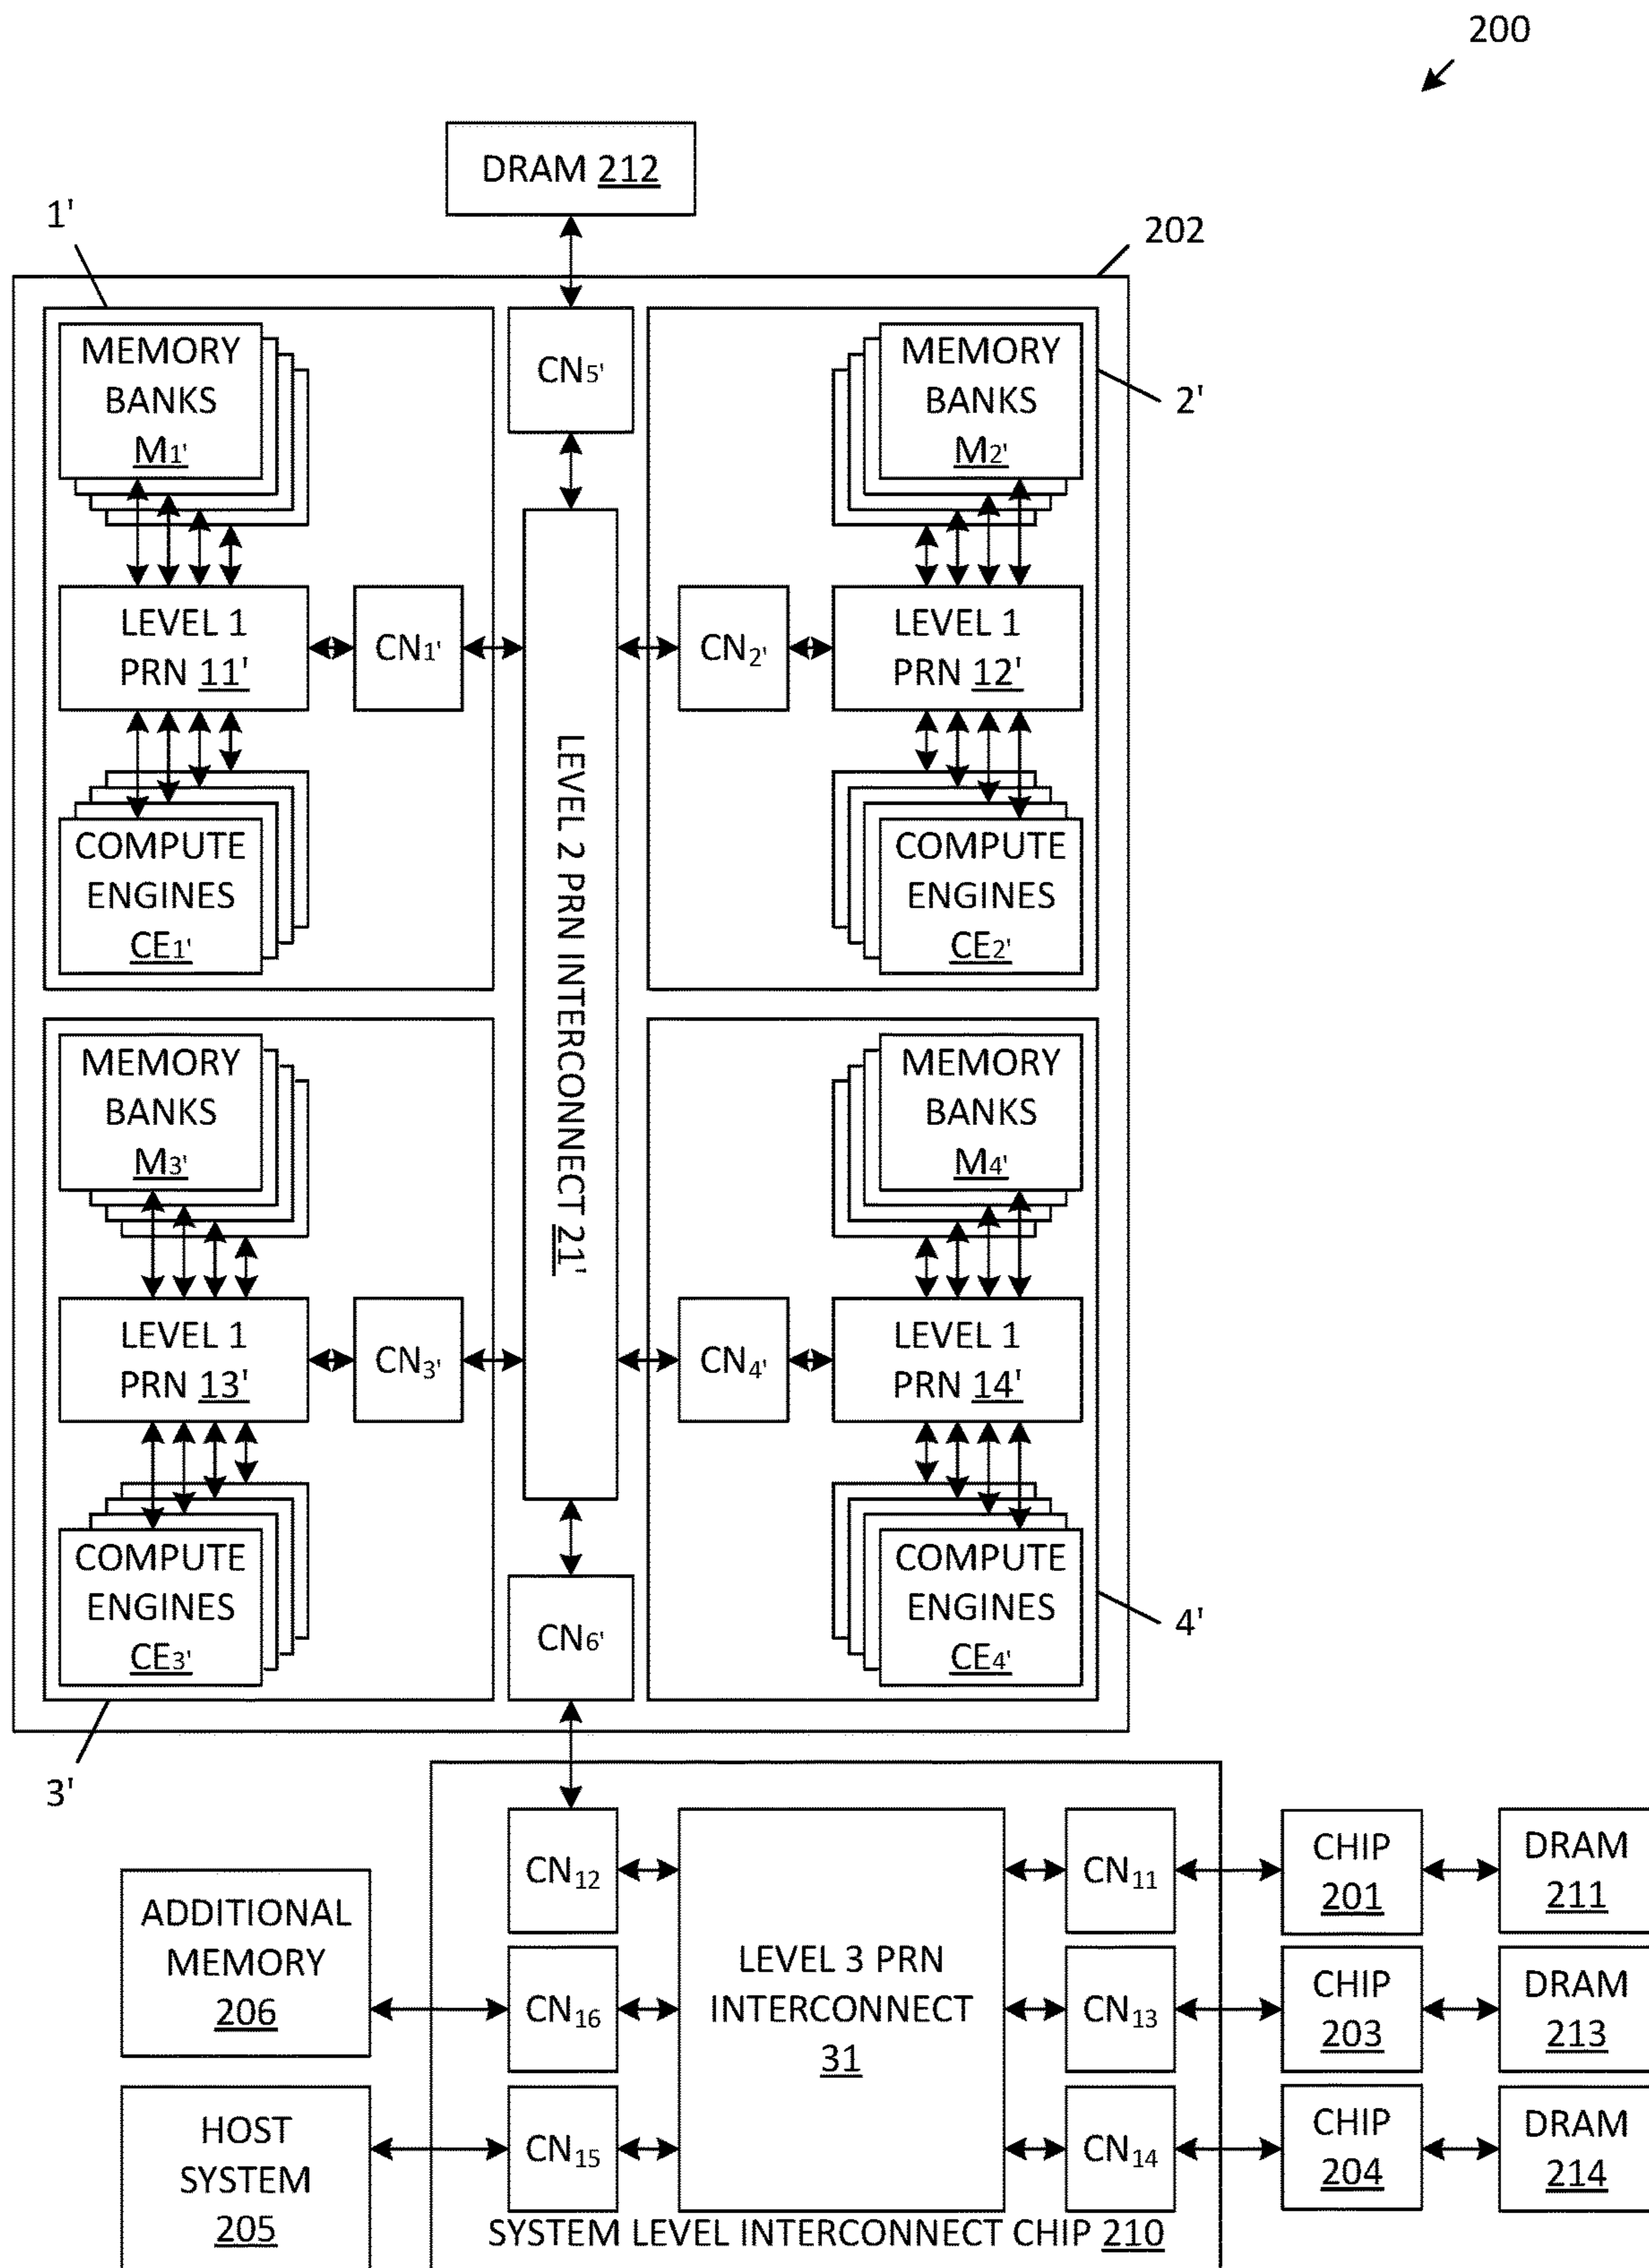 200
DRAM 212
1'
202
MEMORY
BANKS
M1'
CN5'
MEMORY
BANKS
M2'
2'
LEVEL 1
PRN 11'
CN1'
CN2'
LEVEL 1
PRN 12'
LEVEL 2 PRN INTERCONNECT 21'
COMPUTE
ENGINES
CE1'
COMPUTE
ENGINES
CE2'
MEMORY
BANKS
M3'
MEMORY
BANKS
M4'
LEVEL 1
PRN 13'
CN3'
CN4'
LEVEL 1
PRN 14'
COMPUTE
ENGINES
CE3'
CN6'
COMPUTE
ENGINES
CE4'
4'
3'
CN12
CN11
CHIP
201
DRAM
211
ADDITIONAL
MEMORY
206
CN16
LEVEL 3 PRN
INTERCONNECT
31
CN13
CHIP
203
DRAM
213
HOST
SYSTEM
205
CN15
CN14
CHIP
204
DRAM
214
SYSTEM LEVEL INTERCONNECT CHIP 210